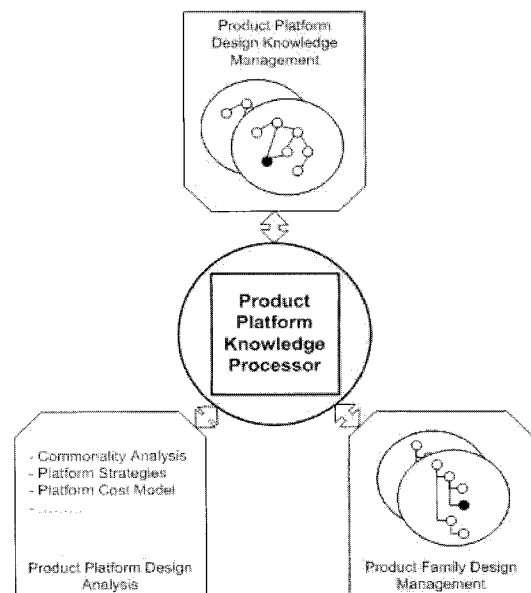 Product Platform
Design Knowledge
Management
Product
Platform
Knowledge
Processor
- Commonality Analysis
- Platform Strategies
- Platform Cost Model
- ........
Product Platform Design
Analysis
Product Family Design
Management